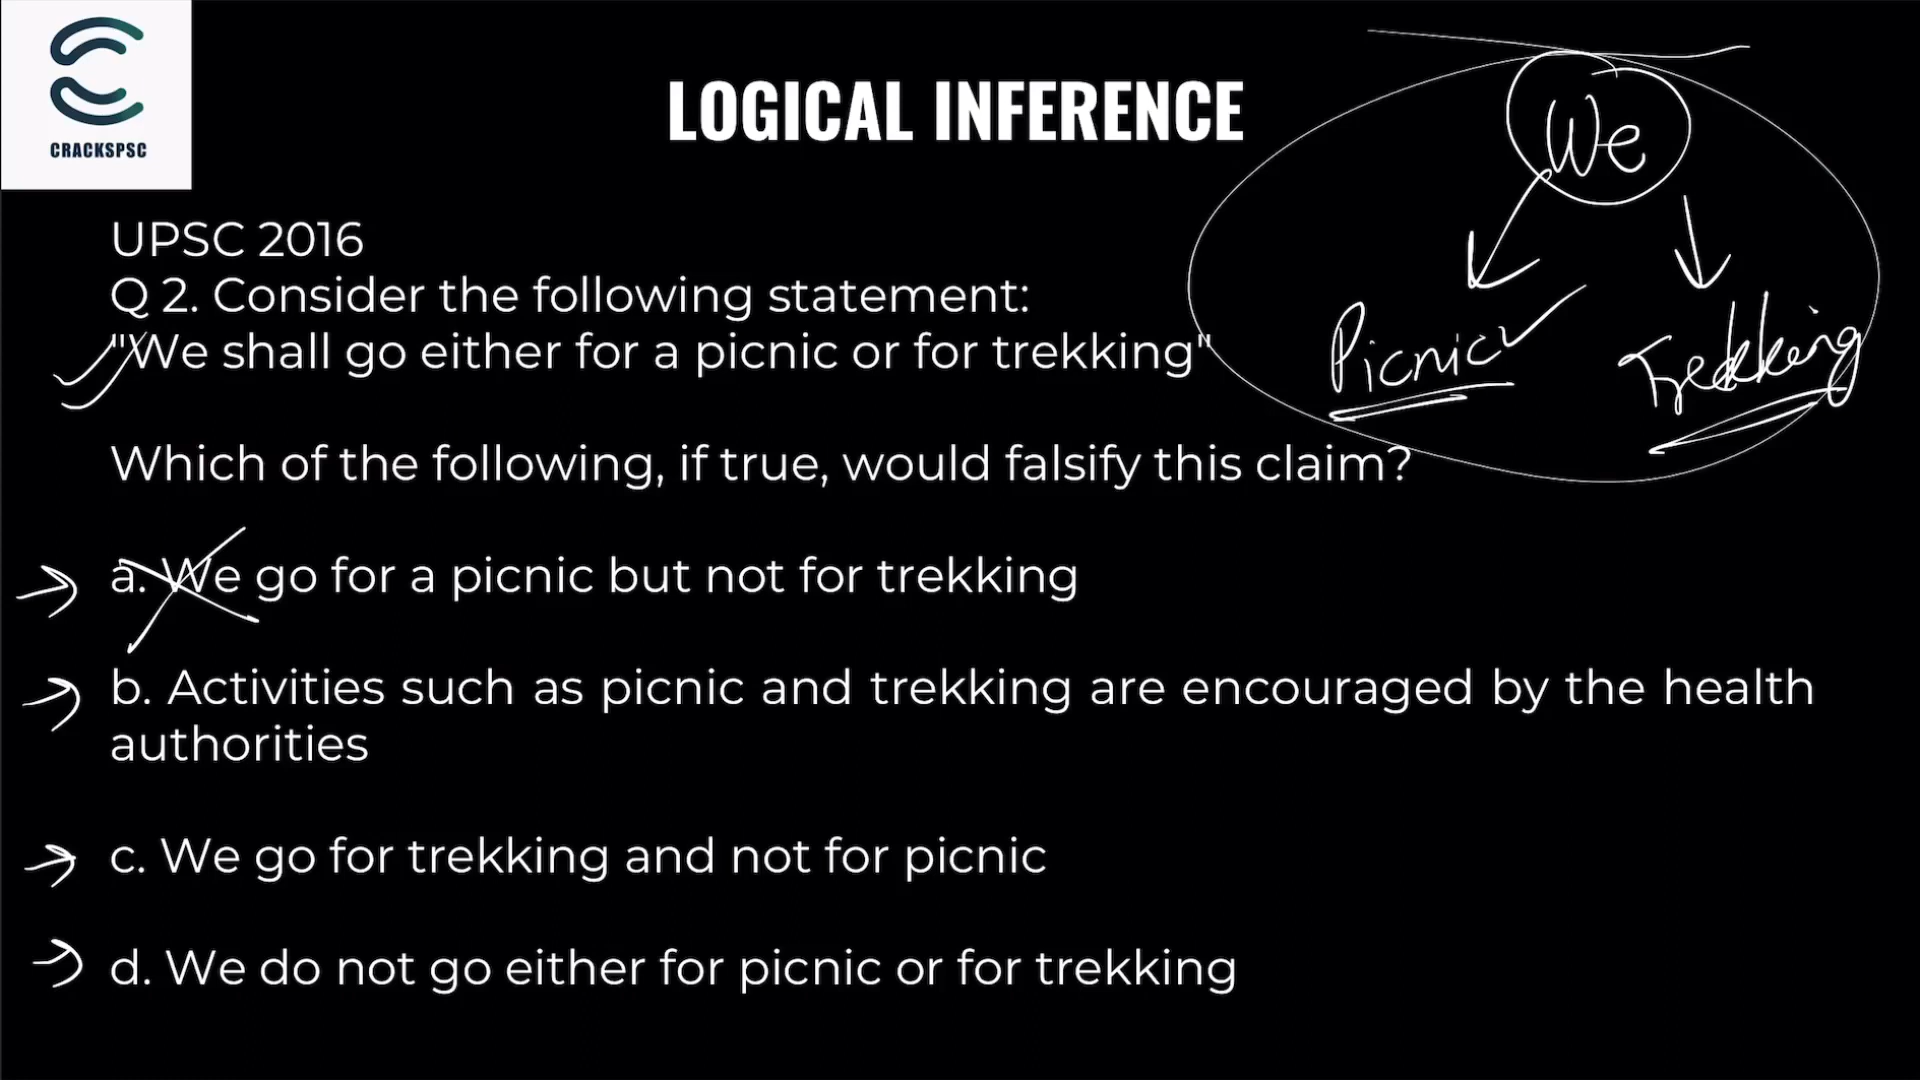 CRACKSPSC
LOGICAL INFERENCE
We
Picnic
Trekking
UPSC 2016
Q 2. Consider the following statement:
"We shall go either for a picnic or for trekking"
Which of the following, if true, would falsify this claim?
a. We go for a picnic but not for trekking
b. Activities such as picnic and trekking are encouraged by the health
authorities
c. We go for trekking and not for picnic
d. We do not go either for picnic or for trekking